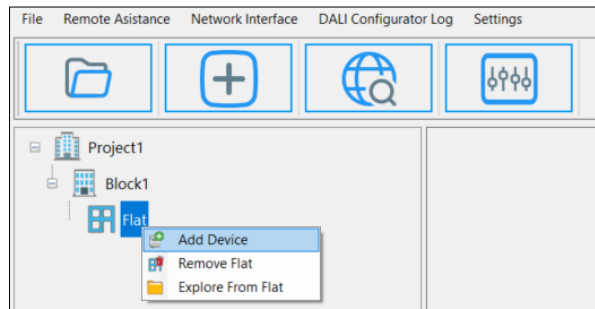 File Remote Asistance Network Interface DALI Configurator Log Settings
Project1
Block1
Flat
Add Device
Remove Flat
Explore From Flat